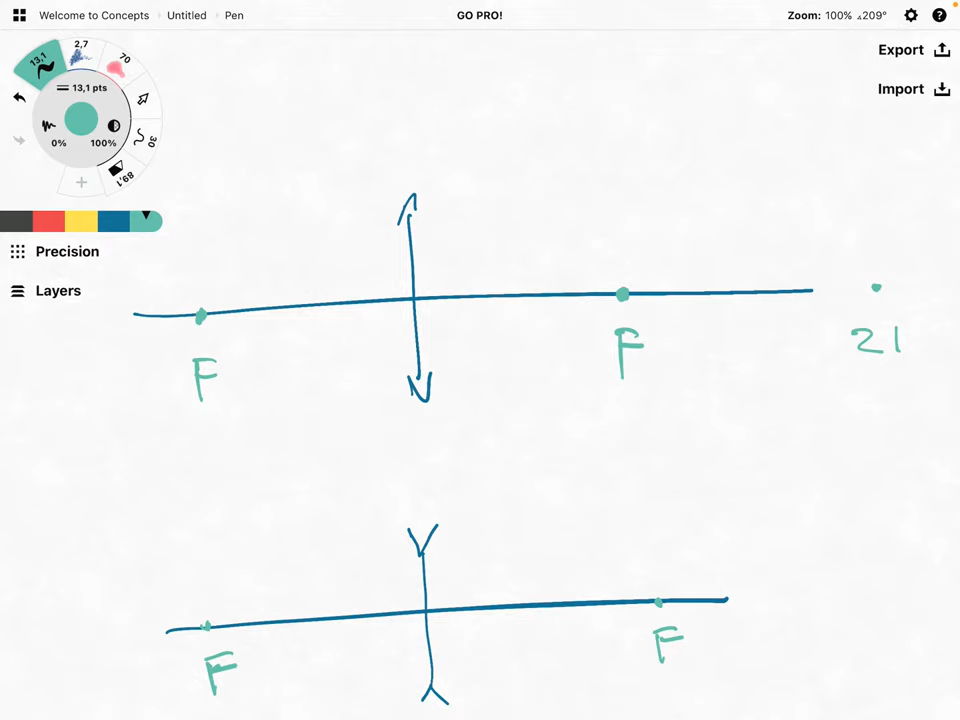 Welcome to Concepts > Untitled > Pen
GO PRO!
Zoom: 100% ⦞209°
Export
Import
2,7
70
13,1
13,1 pts
30
0%
100%
89,1
+
Precision
Layers
F
F
21
F
F